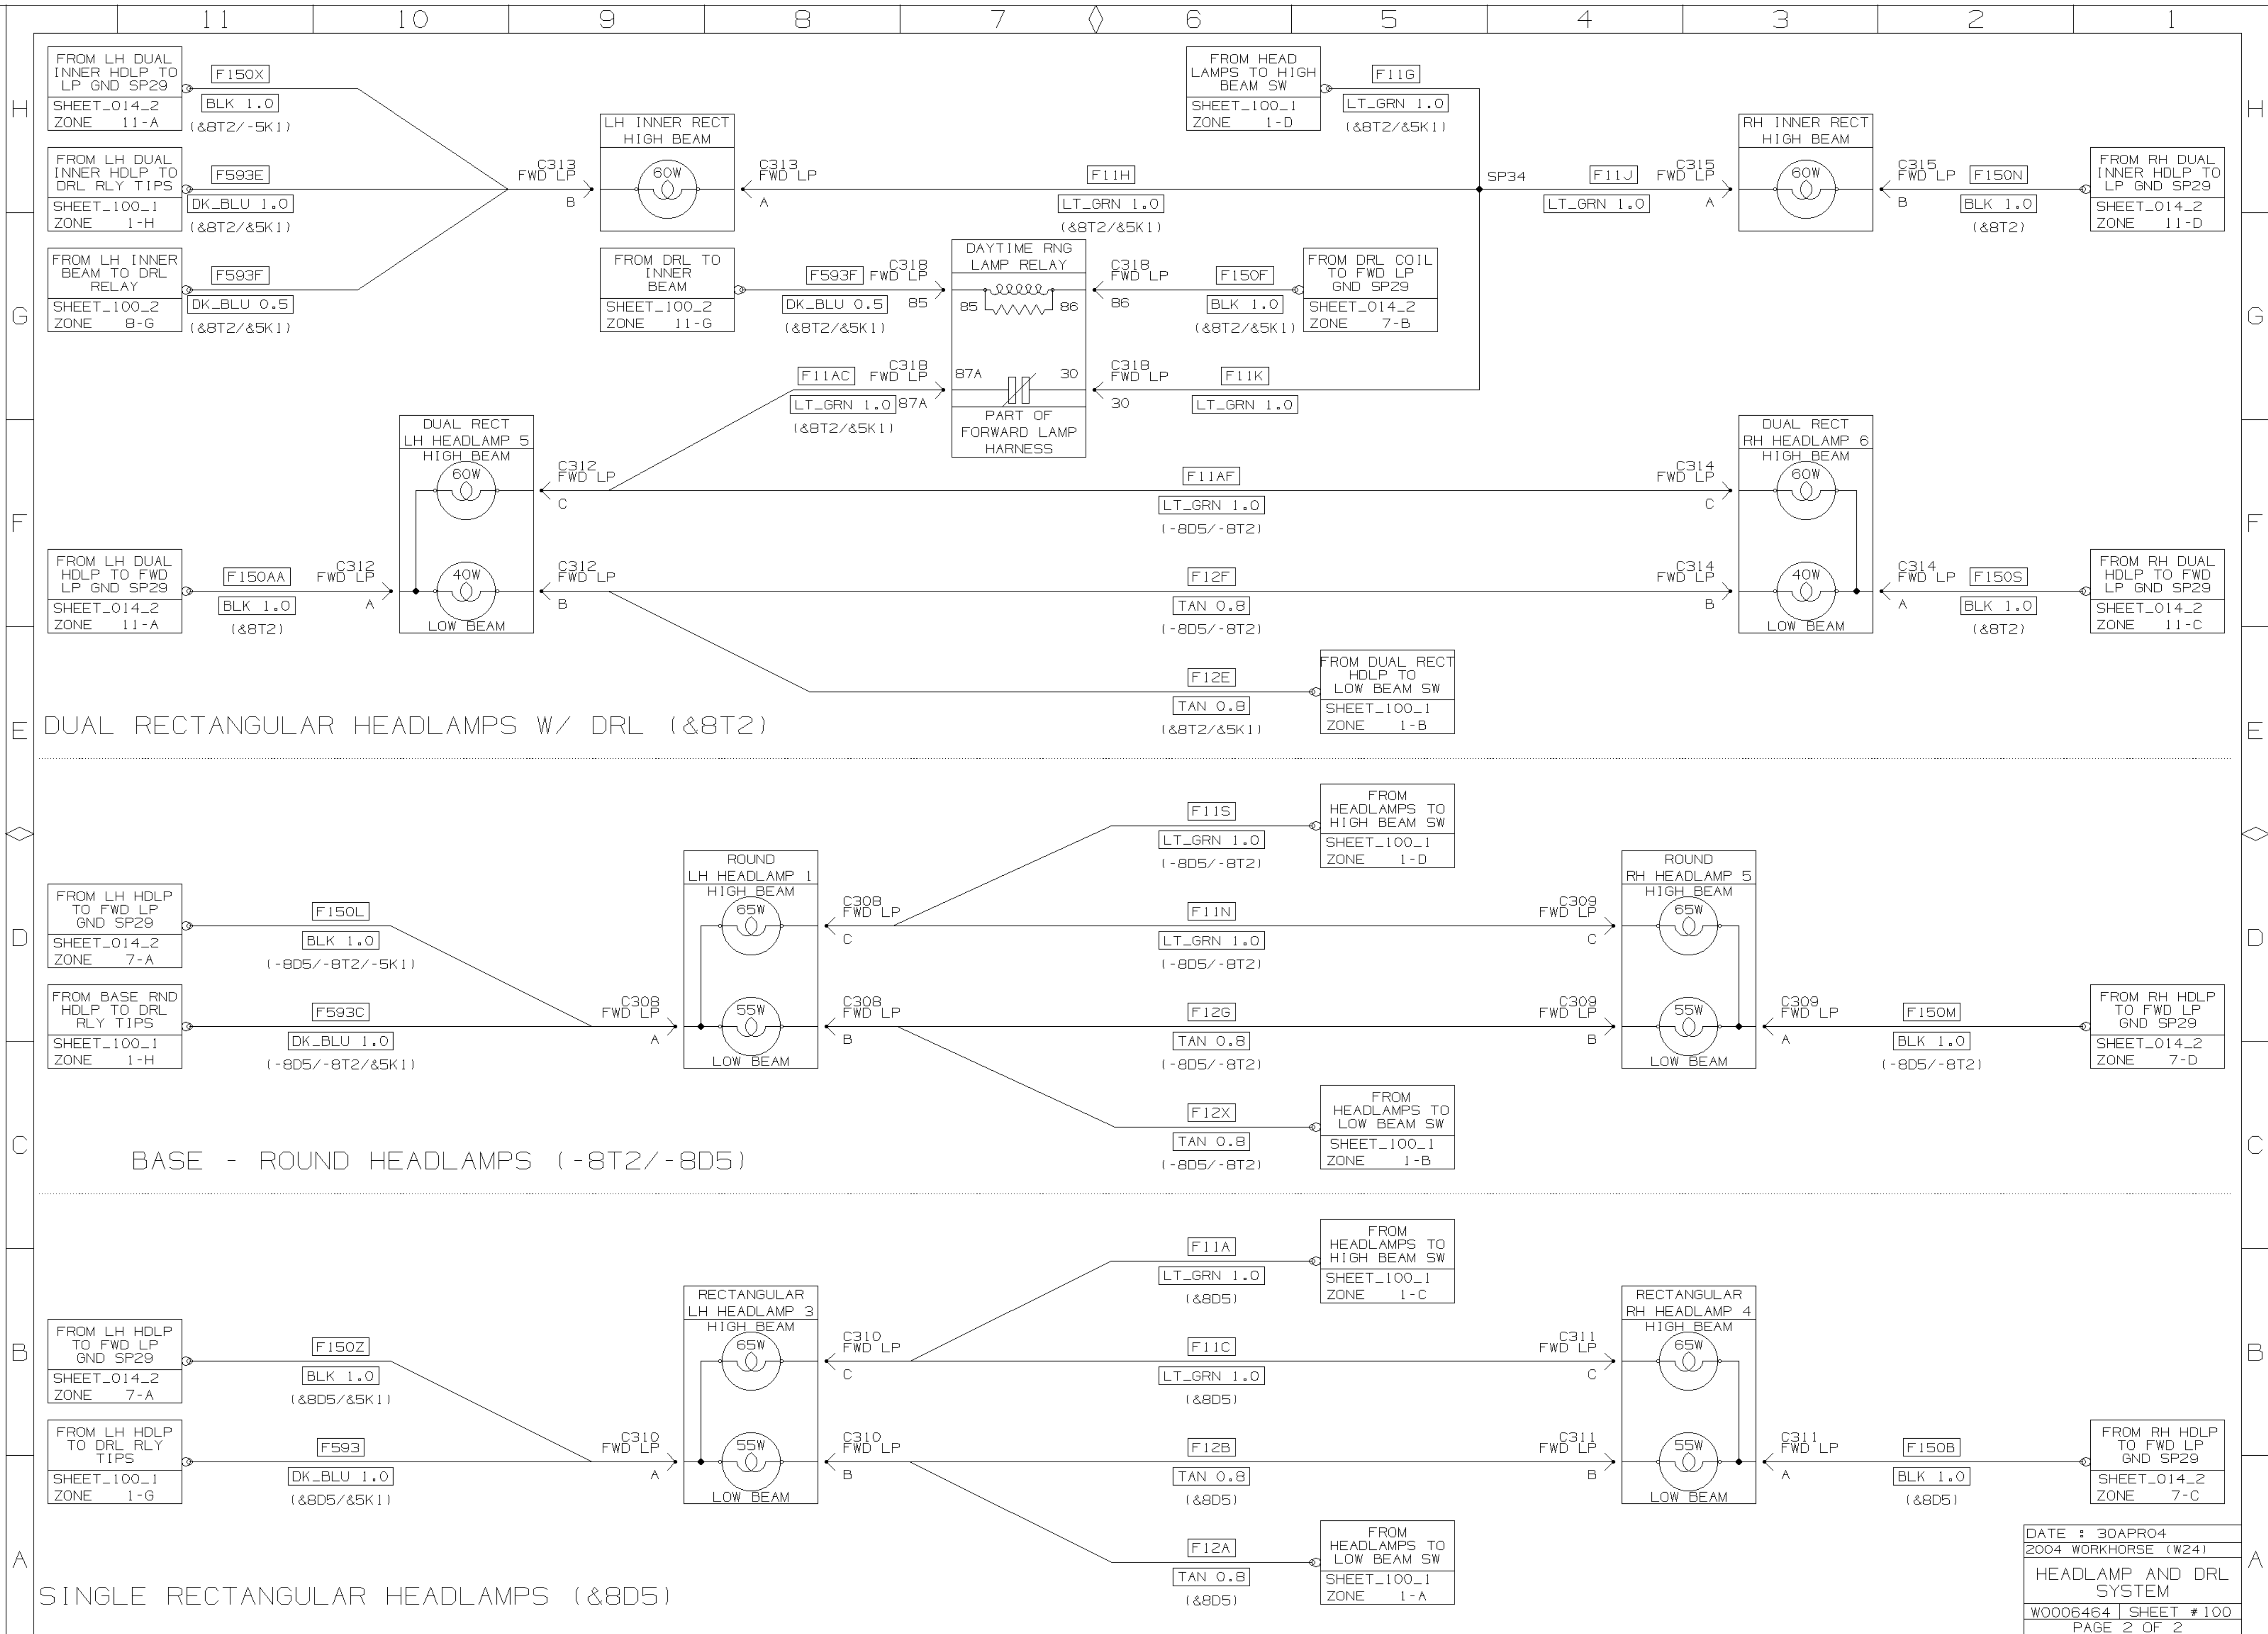 11 10 9 8 7 6 5 4 3 2 1
H
FROM LH DUAL
INNER HDLP TO
LP GND SP29
SHEET_014_2
ZONE 11-A
F150X
BLK 1.0
(&8T2/-5K1)
FROM LH DUAL
INNER HDLP TO
DRL RLY TIPS
SHEET_100_1
ZONE 1-H
F593E
DK_BLU 1.0
(&8T2/&5K1)
C313
FWD LP
B
LH INNER RECT
HIGH BEAM
60W
C313
FWD LP
A
F11H
LT_GRN 1.0
(&8T2/&5K1)
FROM HEAD
LAMPS TO HIGH
BEAM SW
SHEET_100_1
ZONE 1-D
F11G
LT_GRN 1.0
(&8T2/&5K1)
SP34
F11J
LT_GRN 1.0
C315
FWD LP
A
RH INNER RECT
HIGH BEAM
60W
C315
FWD LP
B
F150N
BLK 1.0
(&8T2)
FROM RH DUAL
INNER HDLP TO
LP GND SP29
SHEET_014_2
ZONE 11-D
H
G
FROM LH INNER
BEAM TO DRL
RELAY
SHEET_100_2
ZONE 8-G
F593F
DK_BLU 0.5
(&8T2/&5K1)
FROM DRL TO
INNER
BEAM
SHEET_100_2
ZONE 11-G
F593F
DK_BLU 0.5
(&8T2/&5K1)
C318
FWD LP
85
DAYTIME RNG
LAMP RELAY
85 86
87A 30
PART OF
FORWARD LAMP
HARNESS
C318
FWD LP
86
F150F
BLK 1.0
(&8T2/&5K1)
FROM DRL COIL
TO FWD LP
GND SP29
SHEET_014_2
ZONE 7-B
G
F11AC
LT_GRN 1.0
(&8T2/&5K1)
C318
FWD LP
87A
C318
FWD LP
30
F11K
LT_GRN 1.0
F
DUAL RECT
LH HEADLAMP 5
HIGH BEAM
60W
40W
LOW BEAM
C312
FWD LP
C
F11AF
LT_GRN 1.0
(-8D5/-8T2)
C314
FWD LP
C
DUAL RECT
RH HEADLAMP 6
HIGH BEAM
60W
40W
LOW BEAM
F
FROM LH DUAL
HDLP TO FWD
LP GND SP29
SHEET_014_2
ZONE 11-A
F150AA
BLK 1.0
(&8T2)
C312
FWD LP
A
C312
FWD LP
B
F12F
TAN 0.8
(-8D5/-8T2)
C314
FWD LP
B
C314
FWD LP
A
F150S
BLK 1.0
(&8T2)
FROM RH DUAL
HDLP TO FWD
LP GND SP29
SHEET_014_2
ZONE 11-C
E
F12E
TAN 0.8
(&8T2/&5K1)
FROM DUAL RECT
HDLP TO
LOW BEAM SW
SHEET_100_1
ZONE 1-B
E
DUAL RECTANGULAR HEADLAMPS W/ DRL (&8T2)
F11S
LT_GRN 1.0
(-8D5/-8T2)
FROM
HEADLAMPS TO
HIGH BEAM SW
SHEET_100_1
ZONE 1-D
D
FROM LH HDLP
TO FWD LP
GND SP29
SHEET_014_2
ZONE 7-A
F150L
BLK 1.0
(-8D5/-8T2/-5K1)
ROUND
LH HEADLAMP 1
HIGH BEAM
65W
55W
LOW BEAM
C308
FWD LP
C
F11N
LT_GRN 1.0
(-8D5/-8T2)
C309
FWD LP
C
ROUND
RH HEADLAMP 5
HIGH BEAM
65W
55W
LOW BEAM
D
FROM BASE RND
HDLP TO DRL
RLY TIPS
SHEET_100_1
ZONE 1-H
F593C
DK_BLU 1.0
(-8D5/-8T2/&5K1)
C308
FWD LP
A
C308
FWD LP
B
F12G
TAN 0.8
(-8D5/-8T2)
C309
FWD LP
B
C309
FWD LP
A
F150M
BLK 1.0
(-8D5/-8T2)
FROM RH HDLP
TO FWD LP
GND SP29
SHEET_014_2
ZONE 7-D
C
F12X
TAN 0.8
(-8D5/-8T2)
FROM
HEADLAMPS TO
LOW BEAM SW
SHEET_100_1
ZONE 1-B
C
BASE - ROUND HEADLAMPS (-8T2/-8D5)
F11A
LT_GRN 1.0
(&8D5)
FROM
HEADLAMPS TO
HIGH BEAM SW
SHEET_100_1
ZONE 1-C
B
FROM LH HDLP
TO FWD LP
GND SP29
SHEET_014_2
ZONE 7-A
F150Z
BLK 1.0
(&8D5/&5K1)
RECTANGULAR
LH HEADLAMP 3
HIGH BEAM
65W
55W
LOW BEAM
C310
FWD LP
C
F11C
LT_GRN 1.0
(&8D5)
C311
FWD LP
C
RECTANGULAR
RH HEADLAMP 4
HIGH BEAM
65W
55W
LOW BEAM
B
FROM LH HDLP
TO DRL RLY
TIPS
SHEET_100_1
ZONE 1-G
F593
DK_BLU 1.0
(&8D5/&5K1)
C310
FWD LP
A
C310
FWD LP
B
F12B
TAN 0.8
(&8D5)
C311
FWD LP
B
C311
FWD LP
A
F150B
BLK 1.0
(&8D5)
FROM RH HDLP
TO FWD LP
GND SP29
SHEET_014_2
ZONE 7-C
A
F12A
TAN 0.8
(&8D5)
FROM
HEADLAMPS TO
LOW BEAM SW
SHEET_100_1
ZONE 1-A
A
SINGLE RECTANGULAR HEADLAMPS (&8D5)
DATE : 30APR04
2004 WORKHORSE (W24)
HEADLAMP AND DRL
SYSTEM
W0006464 SHEET #100
PAGE 2 OF 2